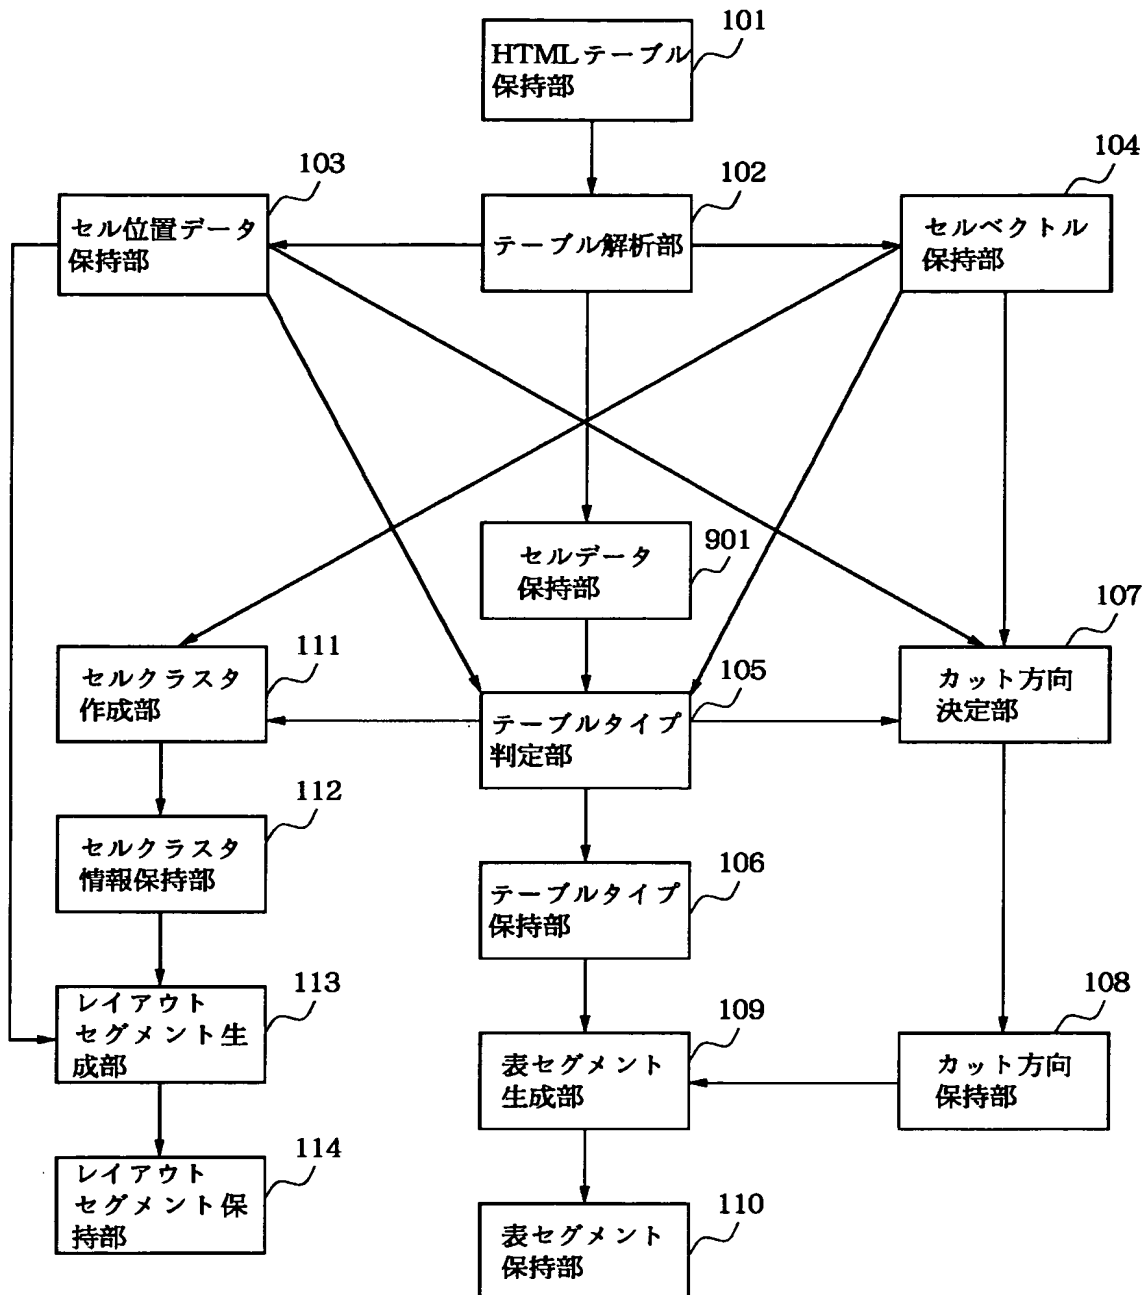 101
HTMLテーブル
保持部
103
セル位置データ
保持部
102
テーブル解析部
104
セルベクトル
保持部
901
セルデータ
保持部
111
セルクラスタ
作成部
105
テーブルタイプ
判定部
107
カット方向
決定部
112
セルクラスタ
情報保持部
106
テーブルタイプ
保持部
113
レイアウト
セグメント生
成部
109
表セグメント
生成部
108
カット方向
保持部
114
レイアウト
セグメント保
持部
110
表セグメント
保持部